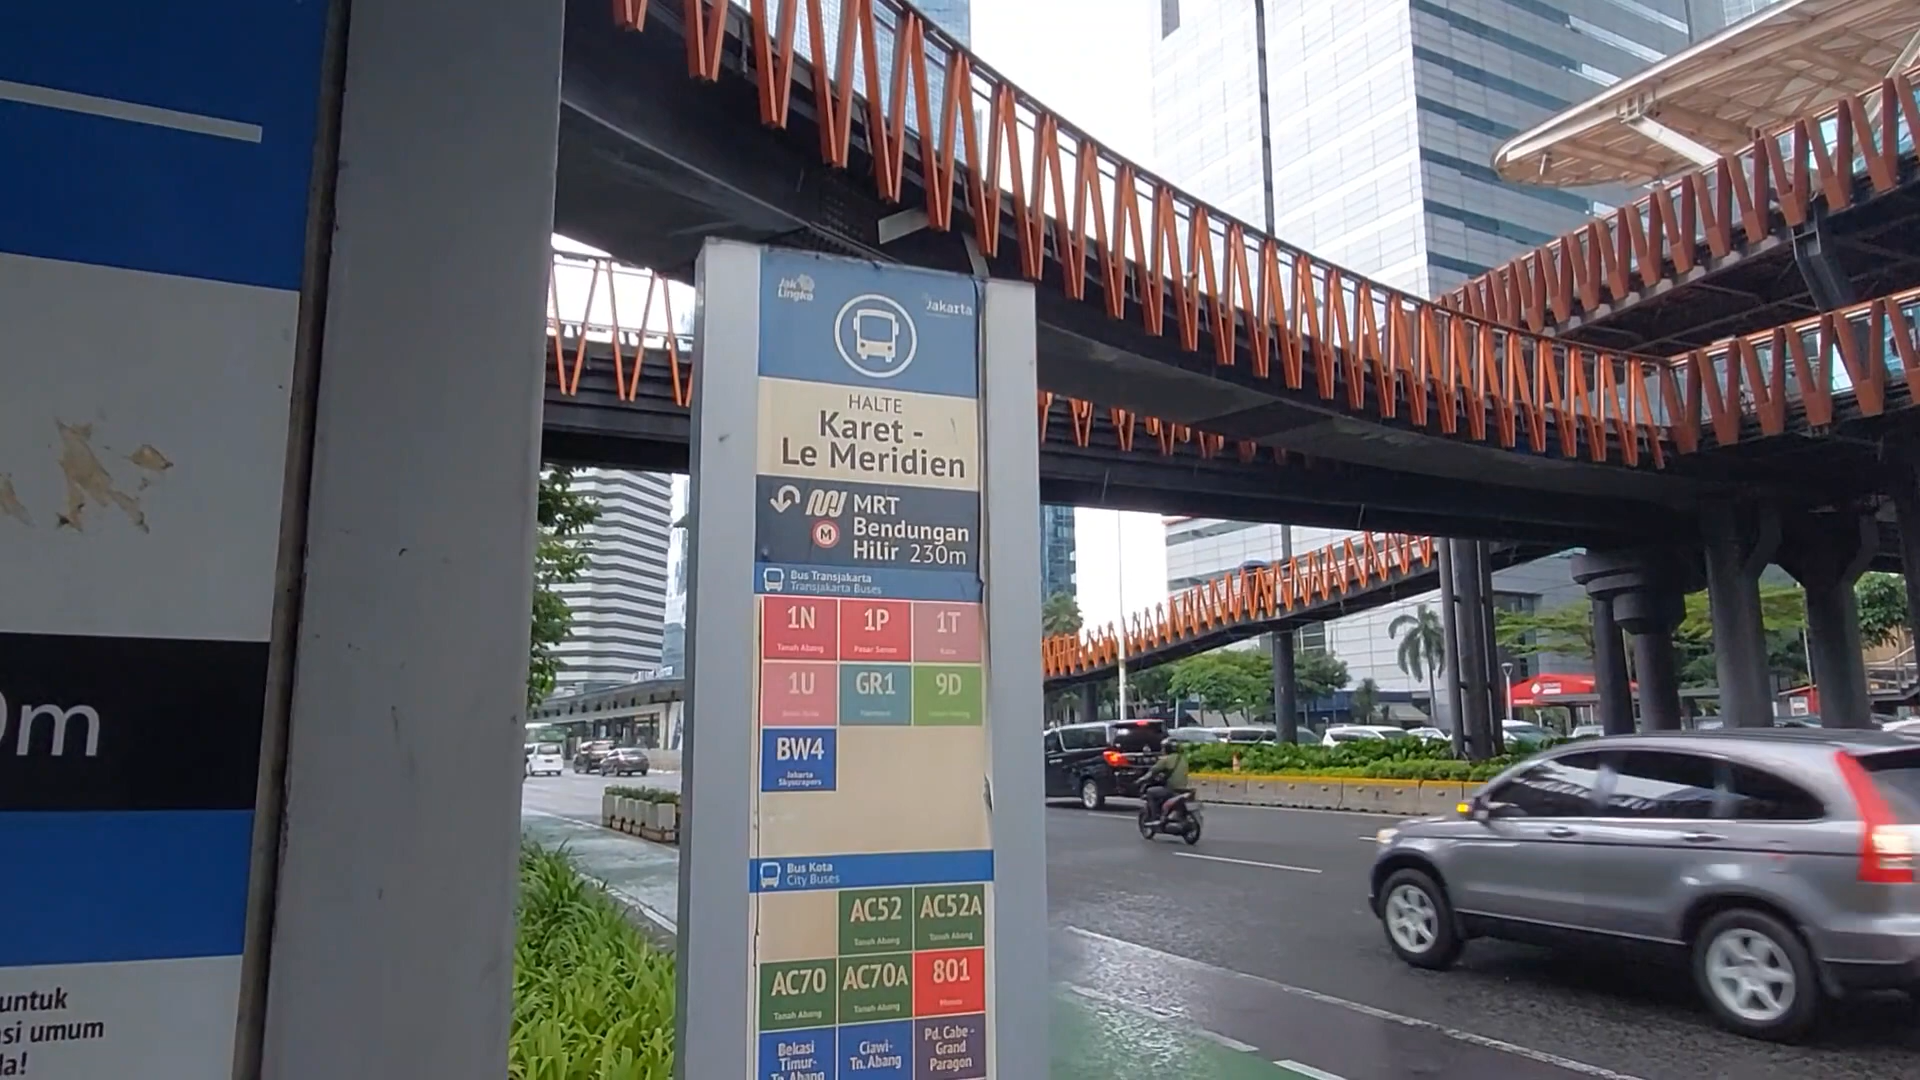 0m
untuk
si umum
da!
Jak
Lingko
Jakarta
HALTE
Karet -
Le Meridien
MRT
Bendungan
Hilir 230m
M
Bus Transjakarta
Transjakarta Buses
1N
Tanah Abang
1P
Pasar Senen
1T
1U
GR1
9D
BW4
Jakarta
Skyscrapers
Bus Kota
City Buses
AC52
Tanah Abang
AC52A
Tanah Abang
AC70
Tanah Abang
AC70A
Tanah Abang
801
Bekasi
Timur-
Tn. Abang
Ciawi-
Tn. Abang
Pd. Cabe -
Grand
Paragon